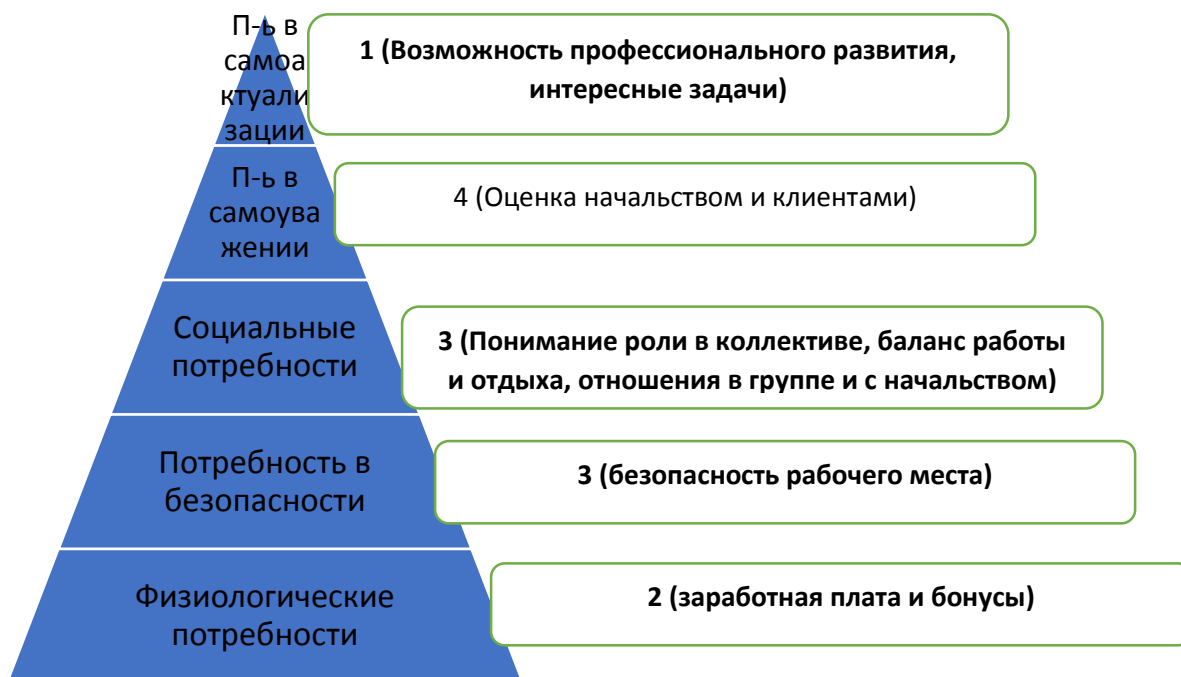 П-ь в
самоа
ктуали
зации
1 (Возможность профессионального развития,
интересные задачи)
П-ь в
самоува
жении
4 (Оценка начальством и клиентами)
Социальные
потребности
3 (Понимание роли в коллективе, баланс работы
и отдыха, отношения в группе и с начальством)
Потребность в
безопасности
3 (безопасность рабочего места)
Физиологические
потребности
2 (заработная плата и бонусы)